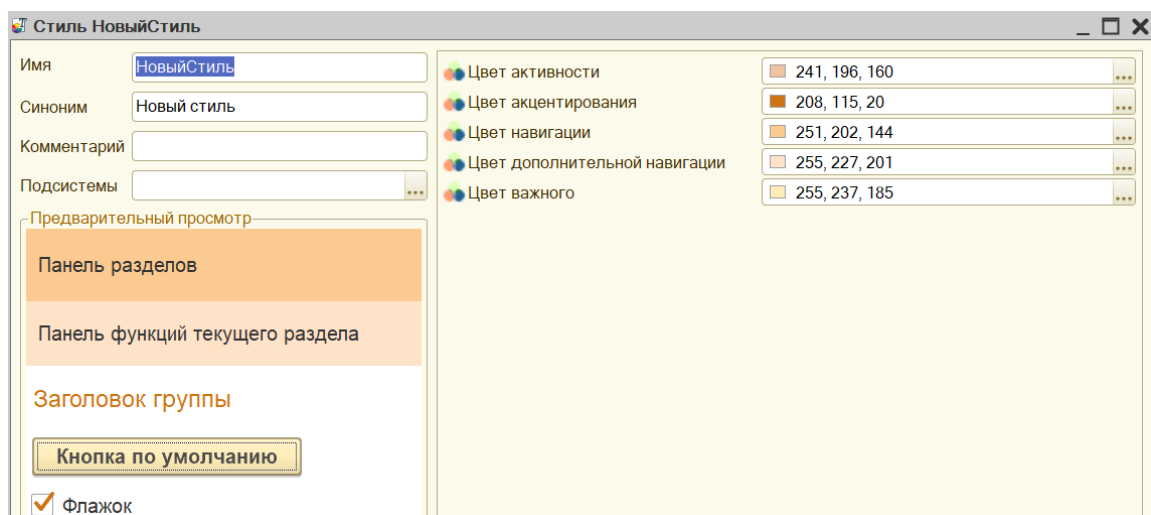 Стиль НовыйСтиль
Имя НовыйСтиль
Синоним Новый стиль
Комментарий
Подсистемы ...
Предварительный просмотр
Панель разделов
Панель функций текущего раздела
Заголовок группы
Кнопка по умолчанию
Флажок
Цвет активности 241, 196, 160 ...
Цвет акцентирования 208, 115, 20 ...
Цвет навигации 251, 202, 144 ...
Цвет дополнительной навигации 255, 227, 201 ...
Цвет важного 255, 237, 185 ...